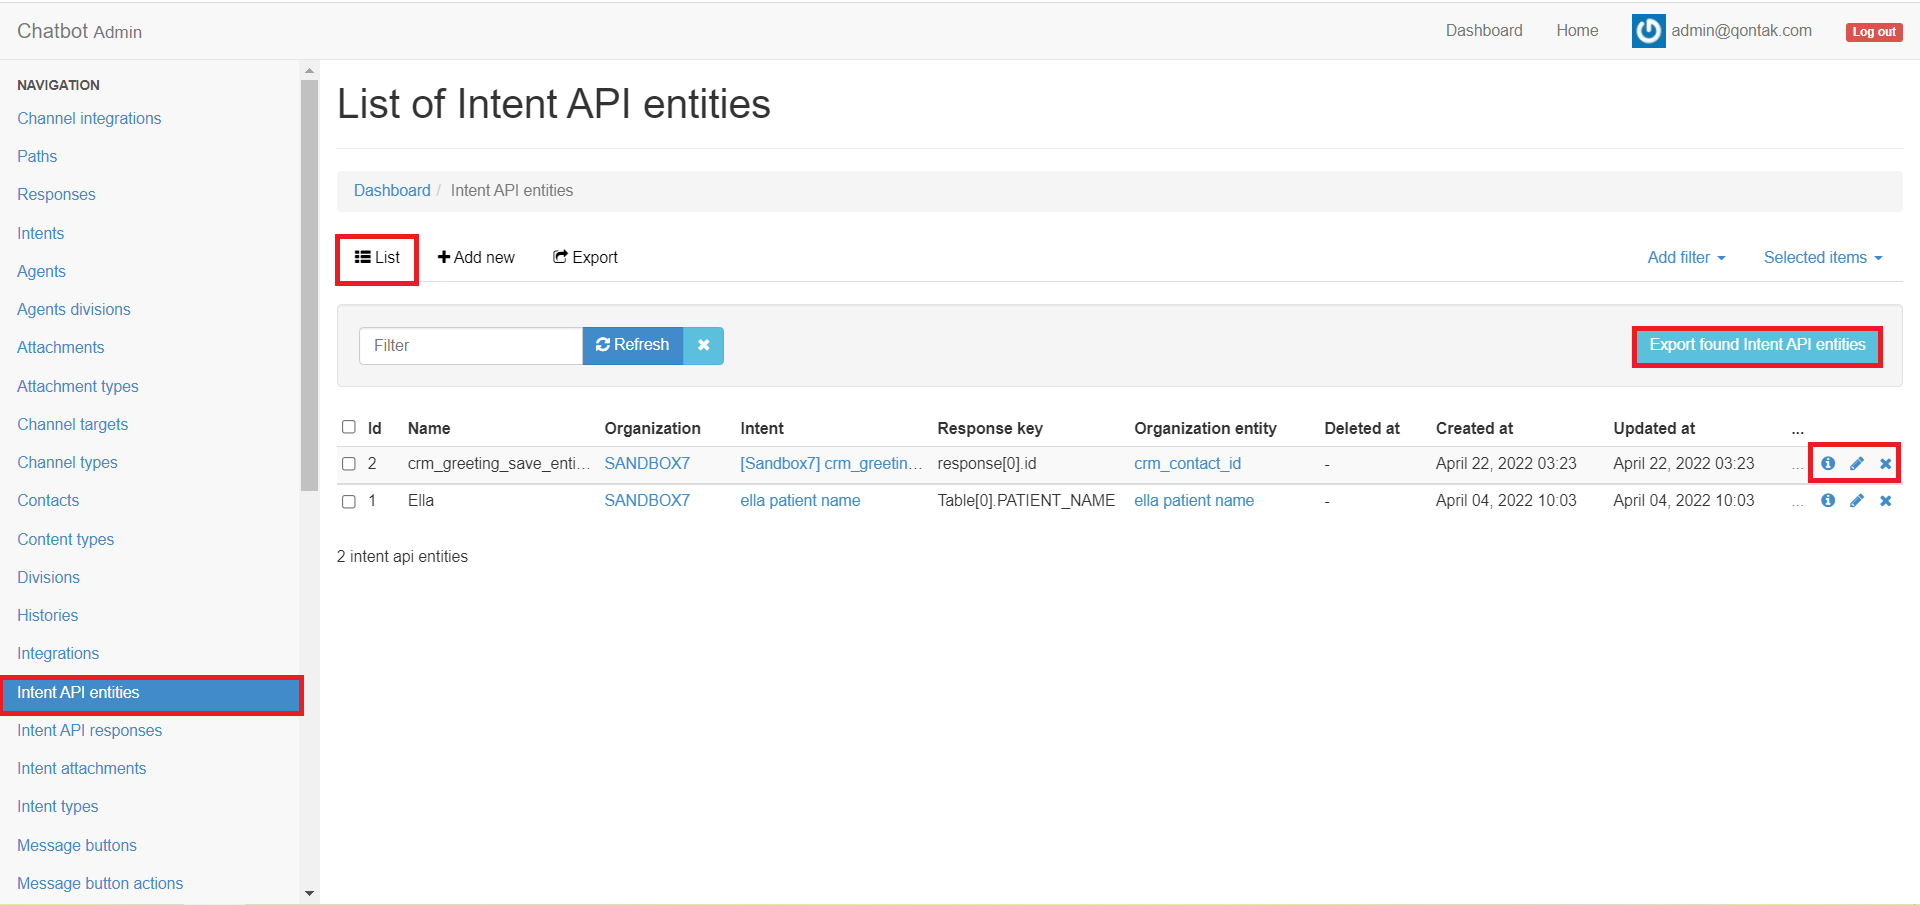 Chatbot Admin
Dashboard Home admin@qontak.com Log out
NAVIGATION
Channel integrations
Paths
Responses
Intents
Agents
Agents divisions
Attachments
Attachment types
Channel targets
Channel types
Contacts
Content types
Divisions
Histories
Integrations
Intent API entities
Intent API responses
Intent attachments
Intent types
Message buttons
Message button actions
List of Intent API entities
Dashboard / Intent API entities
List Add new Export Add filter Selected items
Filter Refresh Export found Intent API entities
Id Name Organization Intent Response key Organization entity Deleted at Created at Updated at ...
2 crm_greeting_save_enti... SANDBOX7 [Sandbox7] crm_greetin... response[0].id crm_contact_id - April 22, 2022 03:23 April 22, 2022 03:23 ...
1 Ella SANDBOX7 ella patient name Table[0].PATIENT_NAME ella patient name - April 04, 2022 10:03 April 04, 2022 10:03 ...
2 intent api entities